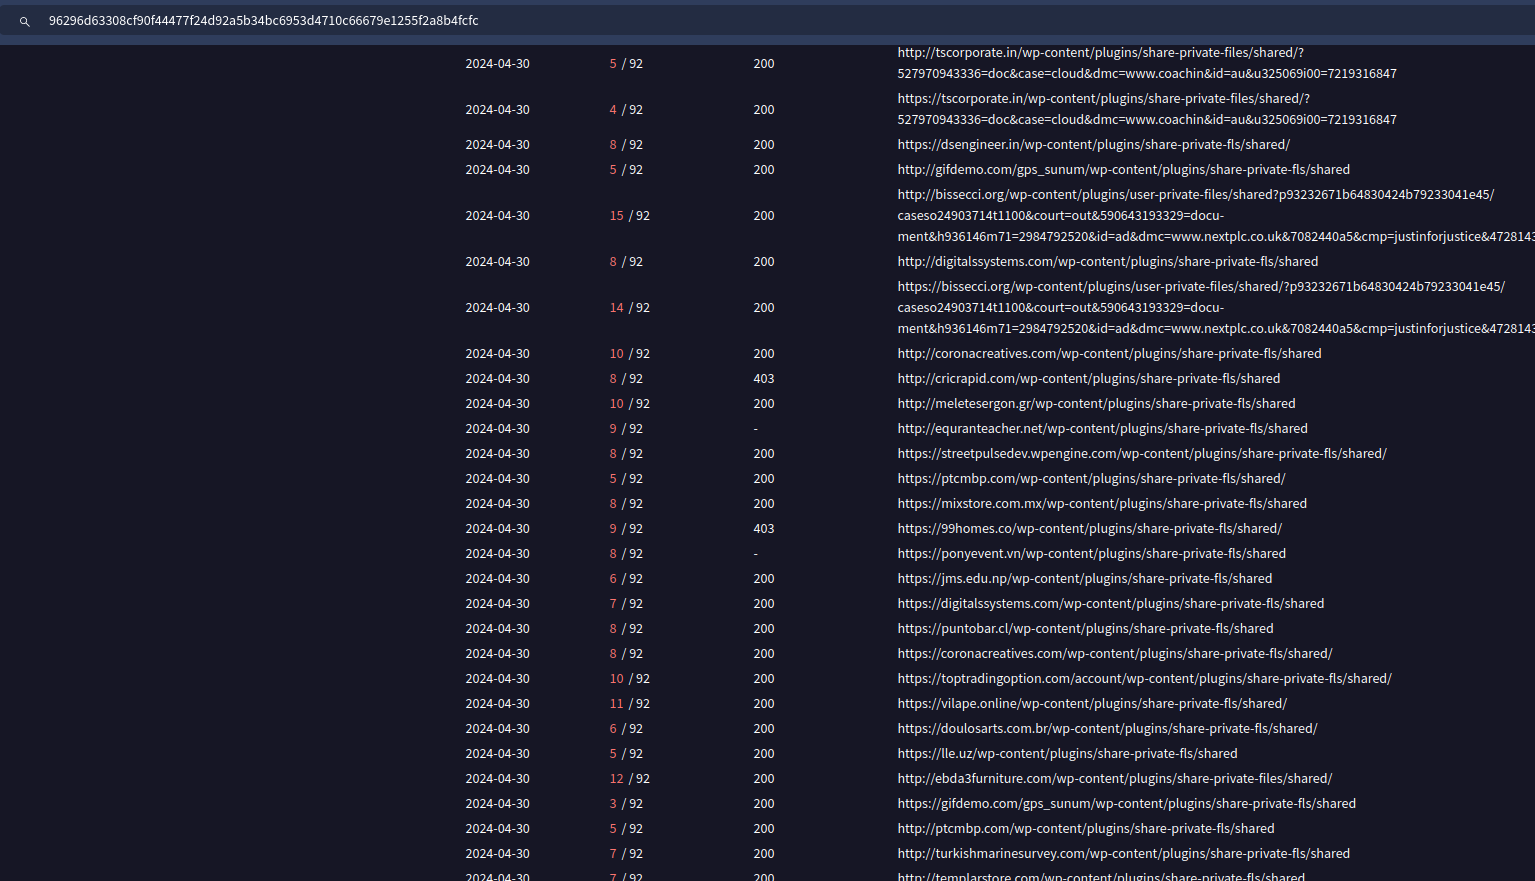 96296d63308cf90f44477f24d92a5b34bc6953d4710c66679e1255f2a8b4fcfc
http://tscorporate.in/wp-content/plugins/share-private-files/shared/?
2024-04-30 5 / 92 200
527970943336=doc&case=cloud&dmc=www.coachin&id=au&u325069i00=7219316847
https://tscorporate.in/wp-content/plugins/share-private-files/shared/?
2024-04-30 4 / 92 200
527970943336=doc&case=cloud&dmc=www.coachin&id=au&u325069i00=7219316847
2024-04-30 8 / 92 200 https://dsengineer.in/wp-content/plugins/share-private-fls/shared/
2024-04-30 5 / 92 200 http://gifdemo.com/gps_sunum/wp-content/plugins/share-private-fls/shared
http://bissecci.org/wp-content/plugins/user-private-files/shared?p93232671b64830424b79233041e45/
2024-04-30 15 / 92 200 caseso24903714t1100&court=out&590643193329=docu-
ment&h936146m71=2984792520&id=ad&dmc=www.nextplc.co.uk&7082440a5&cmp=justinforjustice&472814
2024-04-30 8 / 92 200 http://digitalssystems.com/wp-content/plugins/share-private-fls/shared
https://bissecci.org/wp-content/plugins/user-private-files/shared/?p93232671b64830424b79233041e45/
2024-04-30 14 / 92 200 caseso24903714t1100&court=out&590643193329=docu-
ment&h936146m71=2984792520&id=ad&dmc=www.nextplc.co.uk&7082440a5&cmp=justinforjustice&472814
2024-04-30 10 / 92 200 http://coronacreatives.com/wp-content/plugins/share-private-fls/shared
2024-04-30 8 / 92 403 http://cricrapid.com/wp-content/plugins/share-private-fls/shared
2024-04-30 10 / 92 200 http://meletesergon.gr/wp-content/plugins/share-private-fls/shared
2024-04-30 9 / 92 - http://equranteacher.net/wp-content/plugins/share-private-fls/shared
2024-04-30 8 / 92 200 https://streetpulsedev.wpengine.com/wp-content/plugins/share-private-fls/shared/
2024-04-30 5 / 92 200 https://ptcmbp.com/wp-content/plugins/share-private-fls/shared/
2024-04-30 8 / 92 200 https://mixstore.com.mx/wp-content/plugins/share-private-fls/shared
2024-04-30 9 / 92 403 https://99homes.co/wp-content/plugins/share-private-fls/shared/
2024-04-30 8 / 92 - https://ponyevent.vn/wp-content/plugins/share-private-fls/shared
2024-04-30 6 / 92 200 https://jms.edu.np/wp-content/plugins/share-private-fls/shared
2024-04-30 7 / 92 200 https://digitalssystems.com/wp-content/plugins/share-private-fls/shared
2024-04-30 8 / 92 200 https://puntobar.cl/wp-content/plugins/share-private-fls/shared
2024-04-30 8 / 92 200 https://coronacreatives.com/wp-content/plugins/share-private-fls/shared/
2024-04-30 10 / 92 200 https://toptradingoption.com/account/wp-content/plugins/share-private-fls/shared/
2024-04-30 11 / 92 200 https://vilape.online/wp-content/plugins/share-private-fls/shared/
2024-04-30 6 / 92 200 https://doulosarts.com.br/wp-content/plugins/share-private-fls/shared/
2024-04-30 5 / 92 200 https://lle.uz/wp-content/plugins/share-private-fls/shared
2024-04-30 12 / 92 200 http://ebda3furniture.com/wp-content/plugins/share-private-files/shared/
2024-04-30 3 / 92 200 https://gifdemo.com/gps_sunum/wp-content/plugins/share-private-fls/shared
2024-04-30 5 / 92 200 http://ptcmbp.com/wp-content/plugins/share-private-fls/shared
2024-04-30 7 / 92 200 http://turkishmarinesurvey.com/wp-content/plugins/share-private-fls/shared
2024-04-30 7 / 92 200 http://templarstore.com/wp-content/plugins/share-private-fls/shared